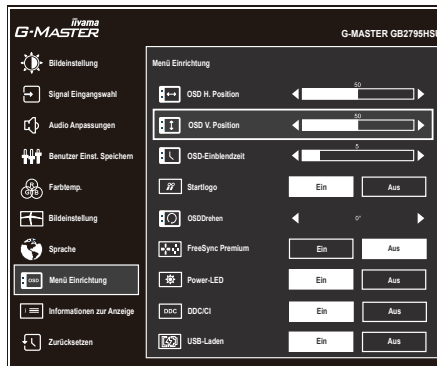 iiyama
G-MASTER
G-MASTER GB2795HSU
Bildeinstellung
Signal Eingangswahl
Audio Anpassungen
Benutzer Einst. Speichern
Farbtemp.
Bildeinstellung
Sprache
OSD Menü Einrichtung
Informationen zur Anzeige
Zurücksetzen
Menü Einrichtung
OSD H. Position 50
OSD V. Position 50
OSD-Einblendzeit 5
Startlogo Ein Aus
OSDDrehen 0°
FreeSync Premium Ein Aus
Power-LED Ein Aus
DDC DDC/CI Ein Aus
USB-Laden Ein Aus